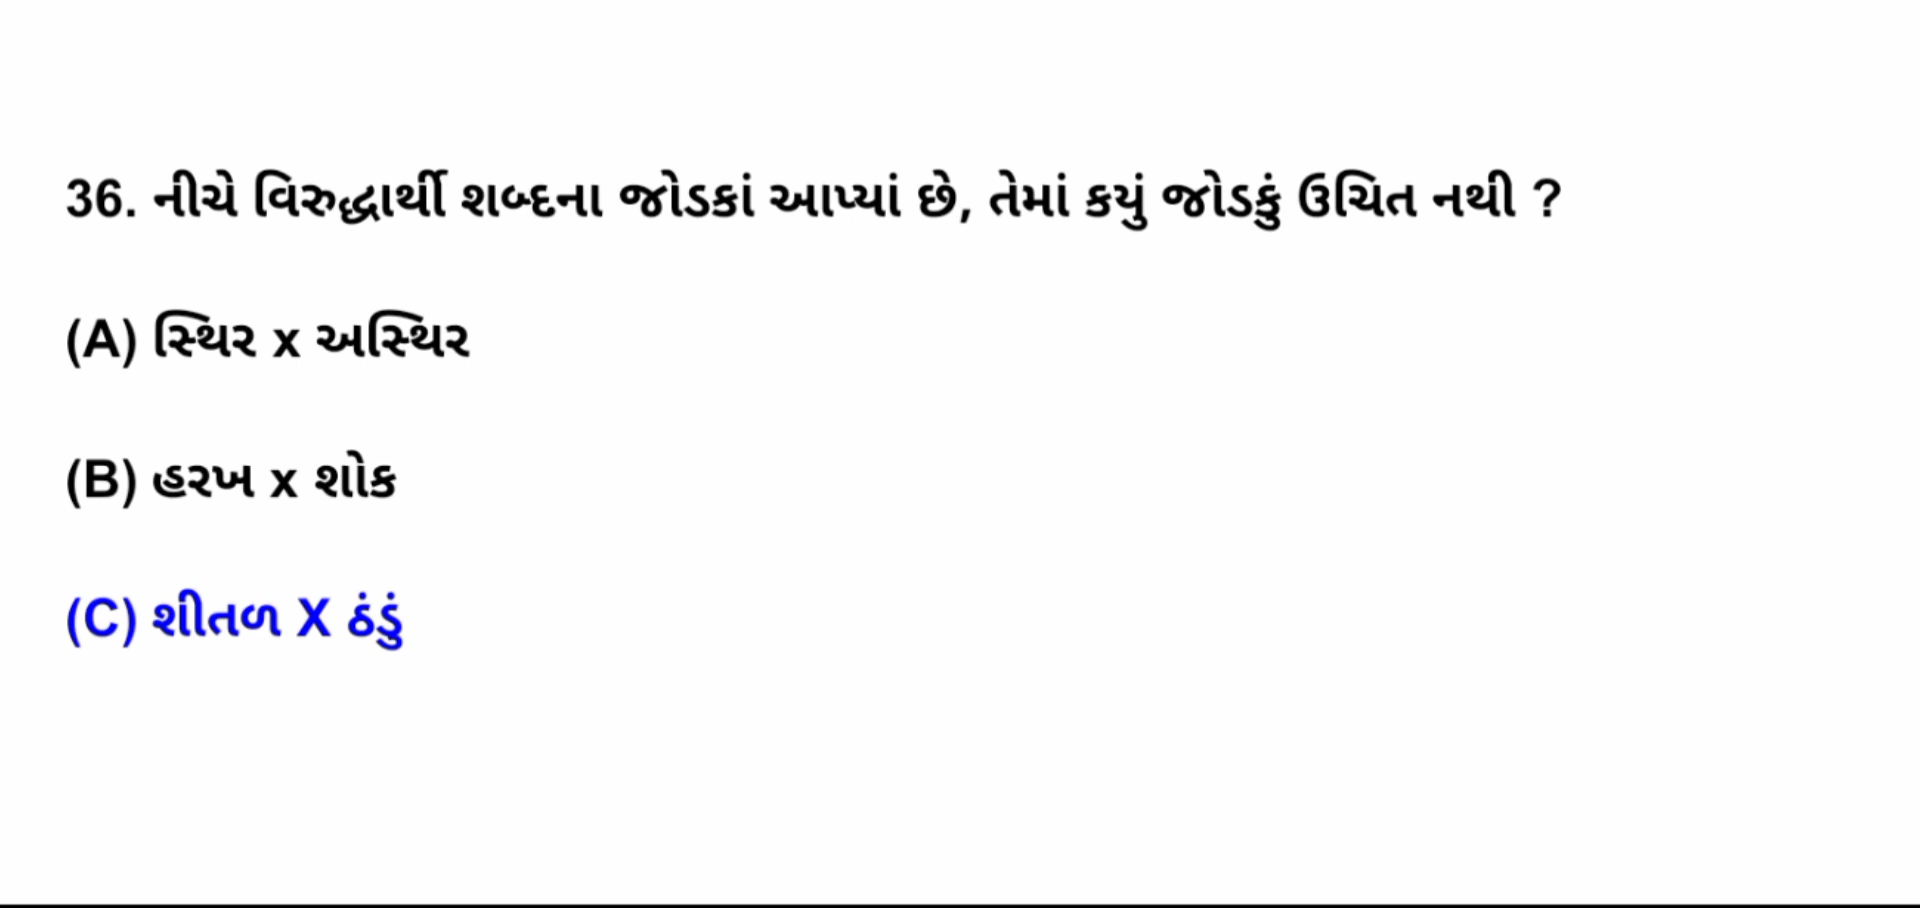 36. નીચે વિરુદ્ધાર્થી શબ્દના જોડકાં આપ્યાં છે, તેમાં કયું જોડકું ઉચિત નથી ?
(A) સ્થિર x અસ્થિર
(B) હરખ x શોક
(C) શીતળ X ઠંડું